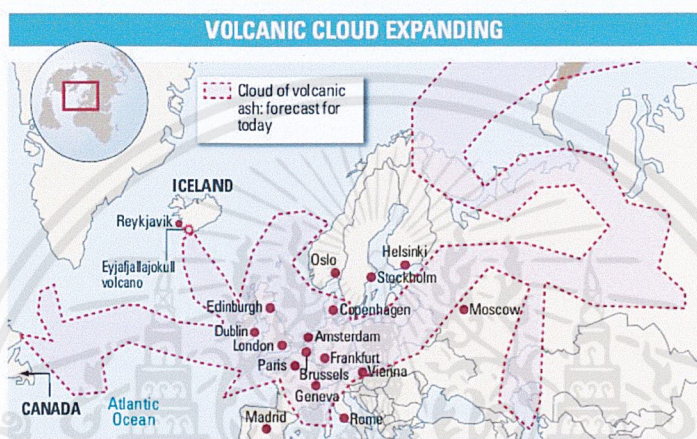 VOLCANIC CLOUD EXPANDING
Cloud of volcanic
ash: forecast for
today
ICELAND
Reykjavik
Eyjafjallajokull
volcano
Oslo
Helsinki
Stockholm
Edinburgh
Copenhagen
Moscow
Dublin
Amsterdam
London
Frankfurt
Paris
Brussels
Vienna
Geneva
CANADA
Atlantic
Ocean
Madrid
Rome